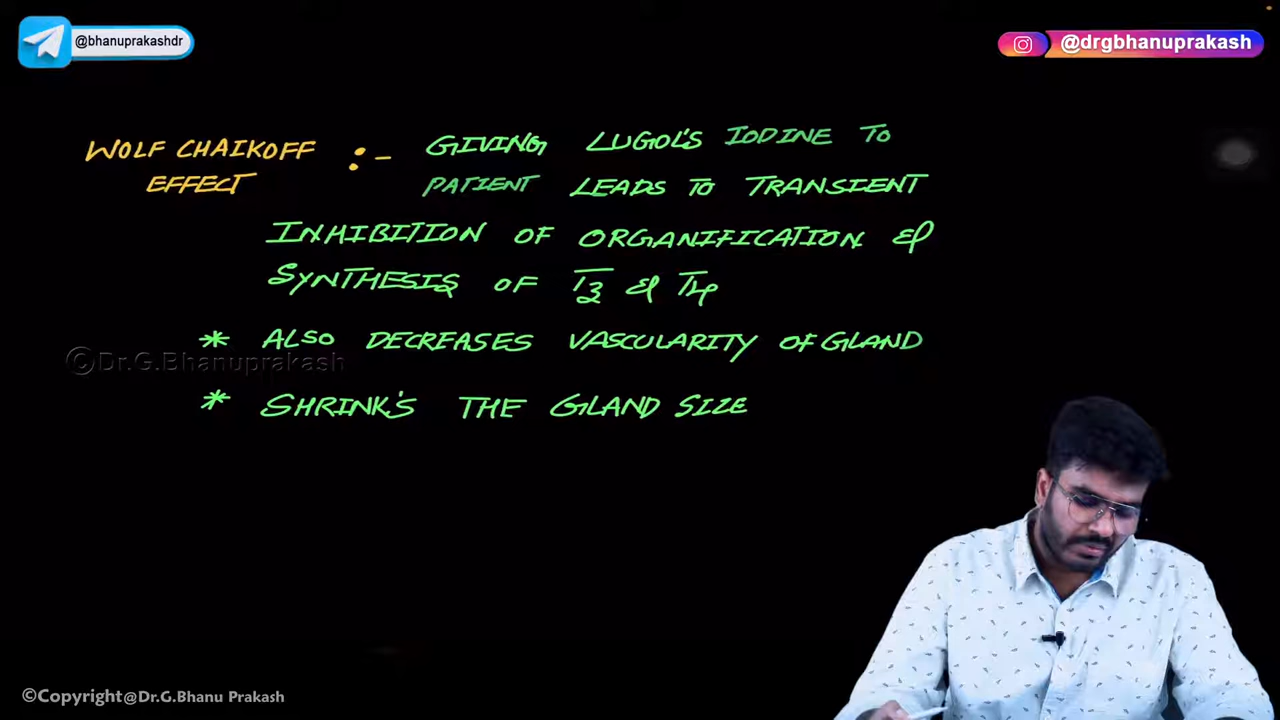 @bhanuprakashdr
@drgbhanuprakash
WOLF CHAIKOFF :- GIVING LUGOL'S IODINE TO
EFFECT PATIENT LEADS TO TRANSIENT
INHIBITION OF ORGANIFICATION &
SYNTHESIS OF T3 & T4
* ALSO DECREASES VASCULARITY OF GLAND
©Dr.G.Bhanuprakash
* SHRINK'S THE GLAND SIZE
©Copyright@Dr.G.Bhanu Prakash